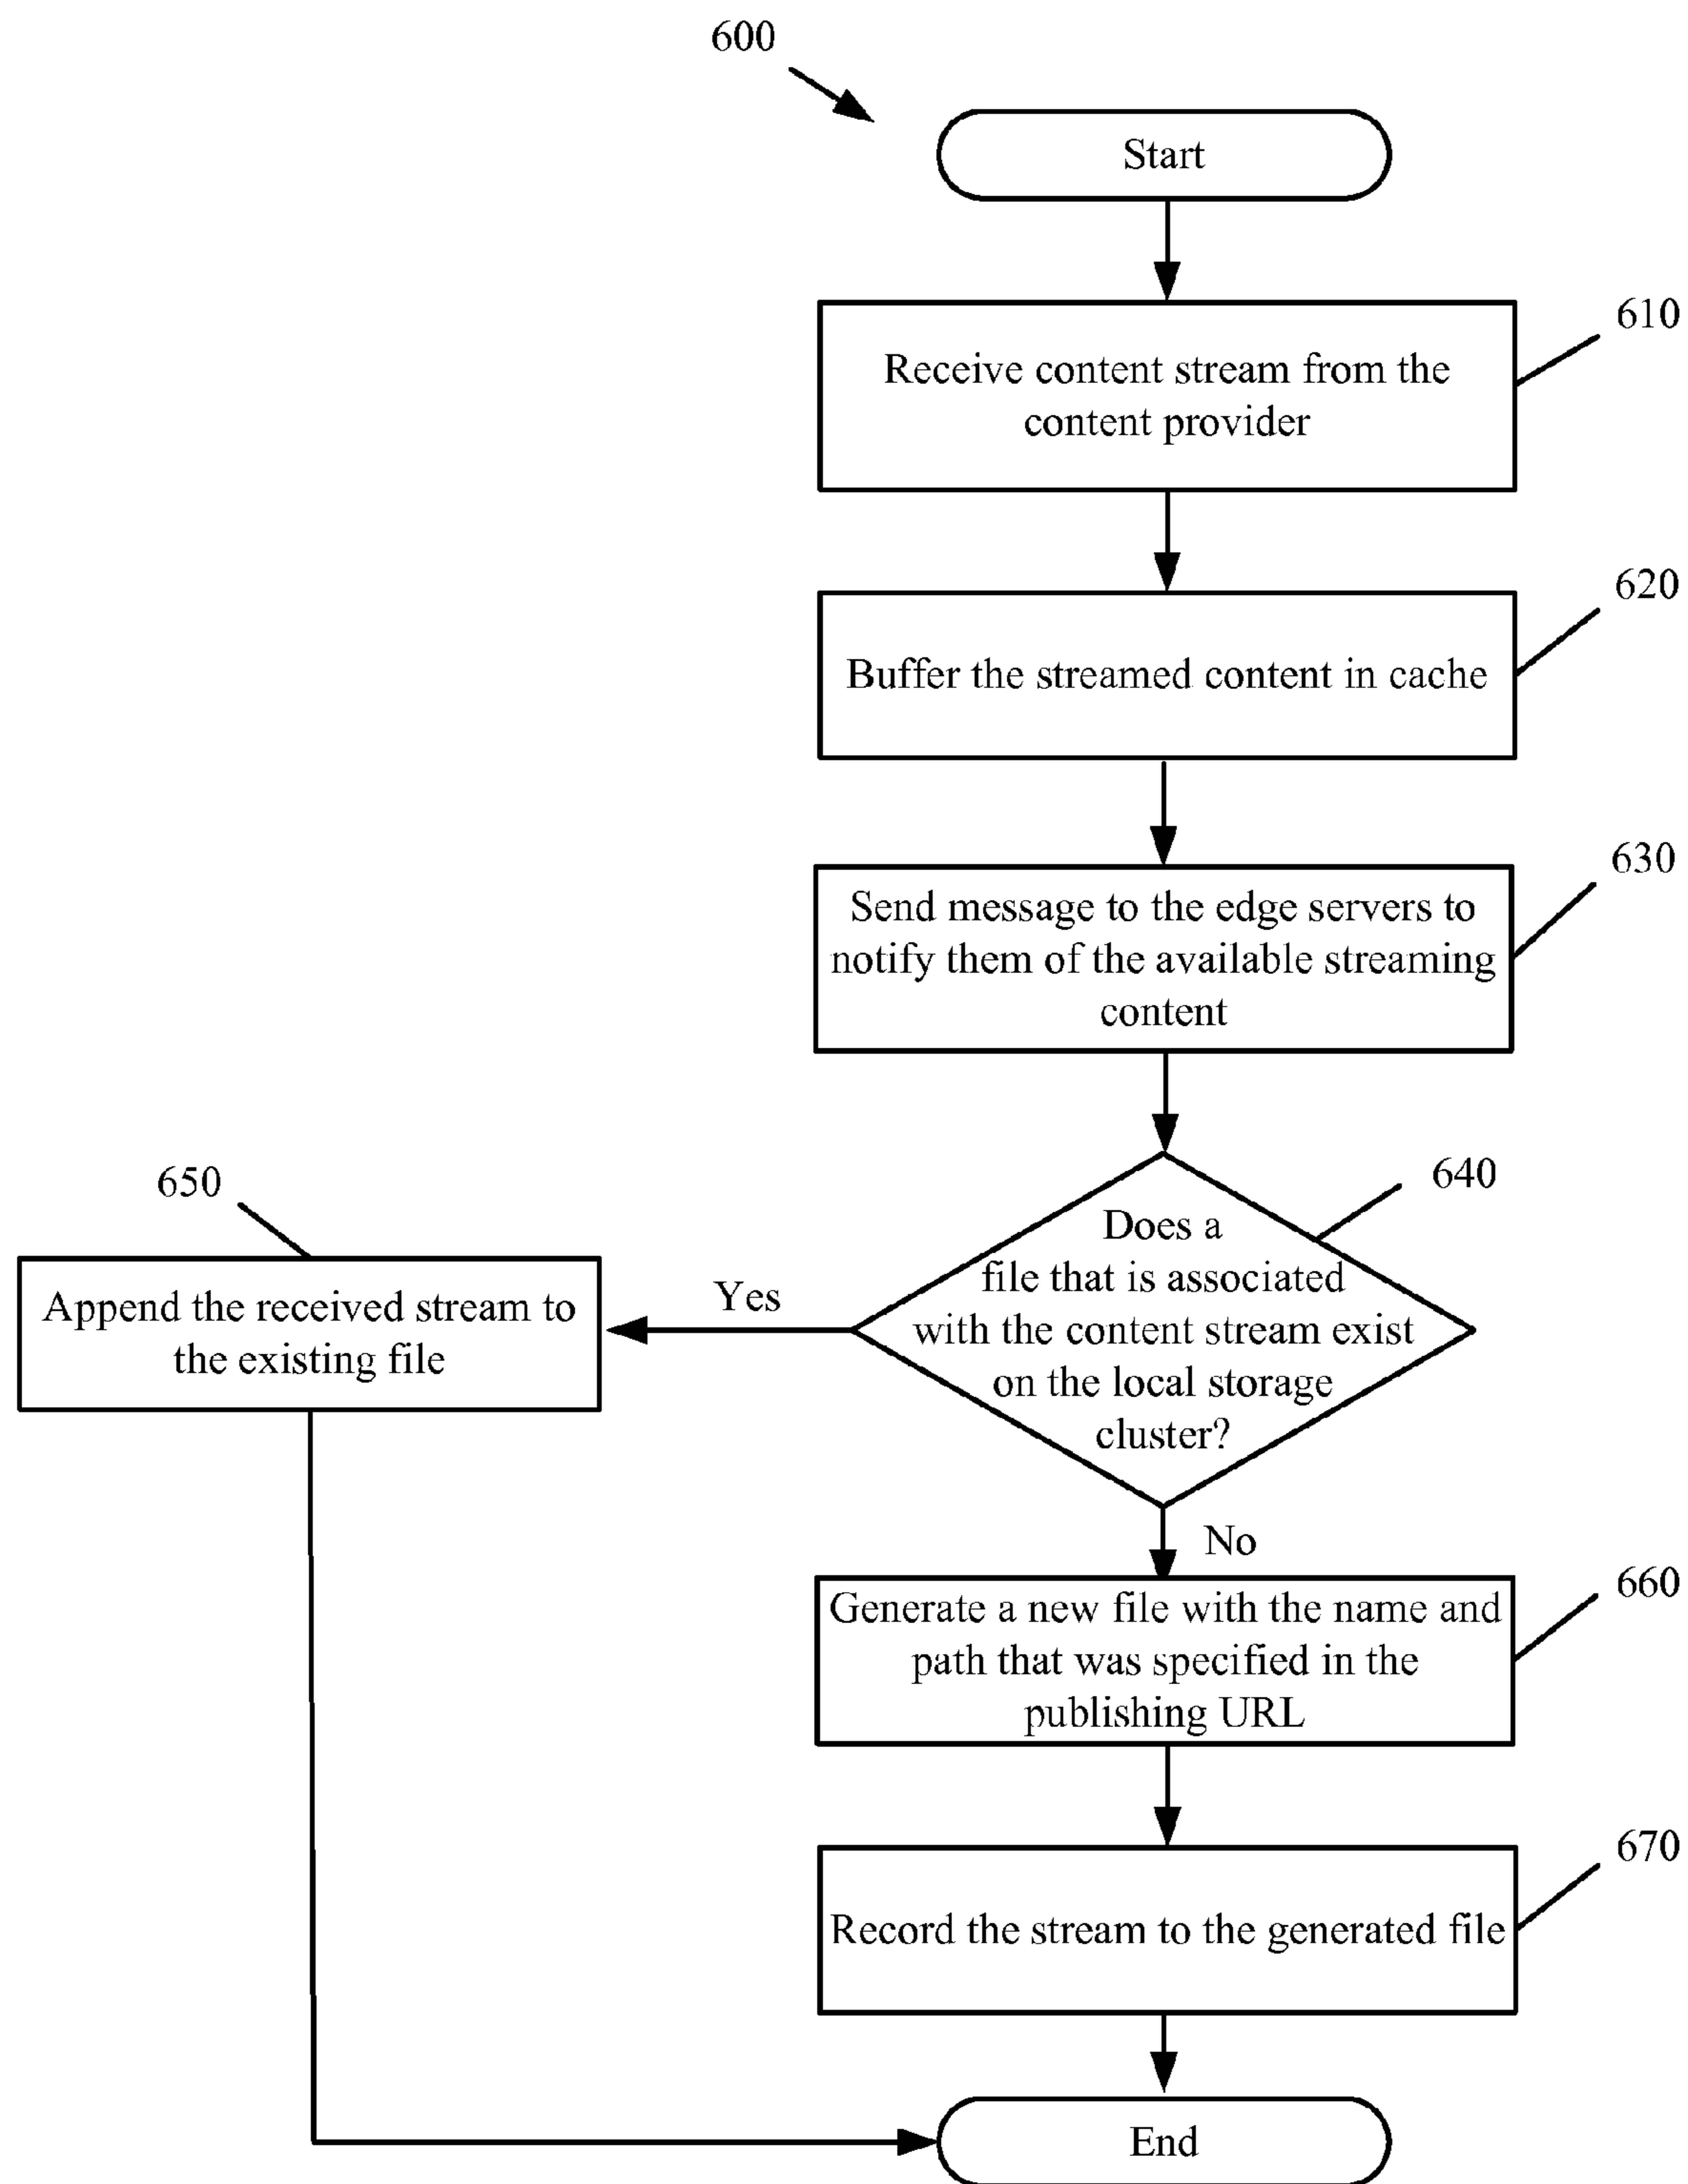 600
Start
610
Receive content stream from the
content provider
620
Buffer the streamed content in cache
630
Send message to the edge servers to
notify them of the available streaming
content
640
Does a
file that is associated
with the content stream exist
on the local storage
cluster?
Yes
650
Append the received stream to
the existing file
No
660
Generate a new file with the name and
path that was specified in the
publishing URL
670
Record the stream to the generated file
End